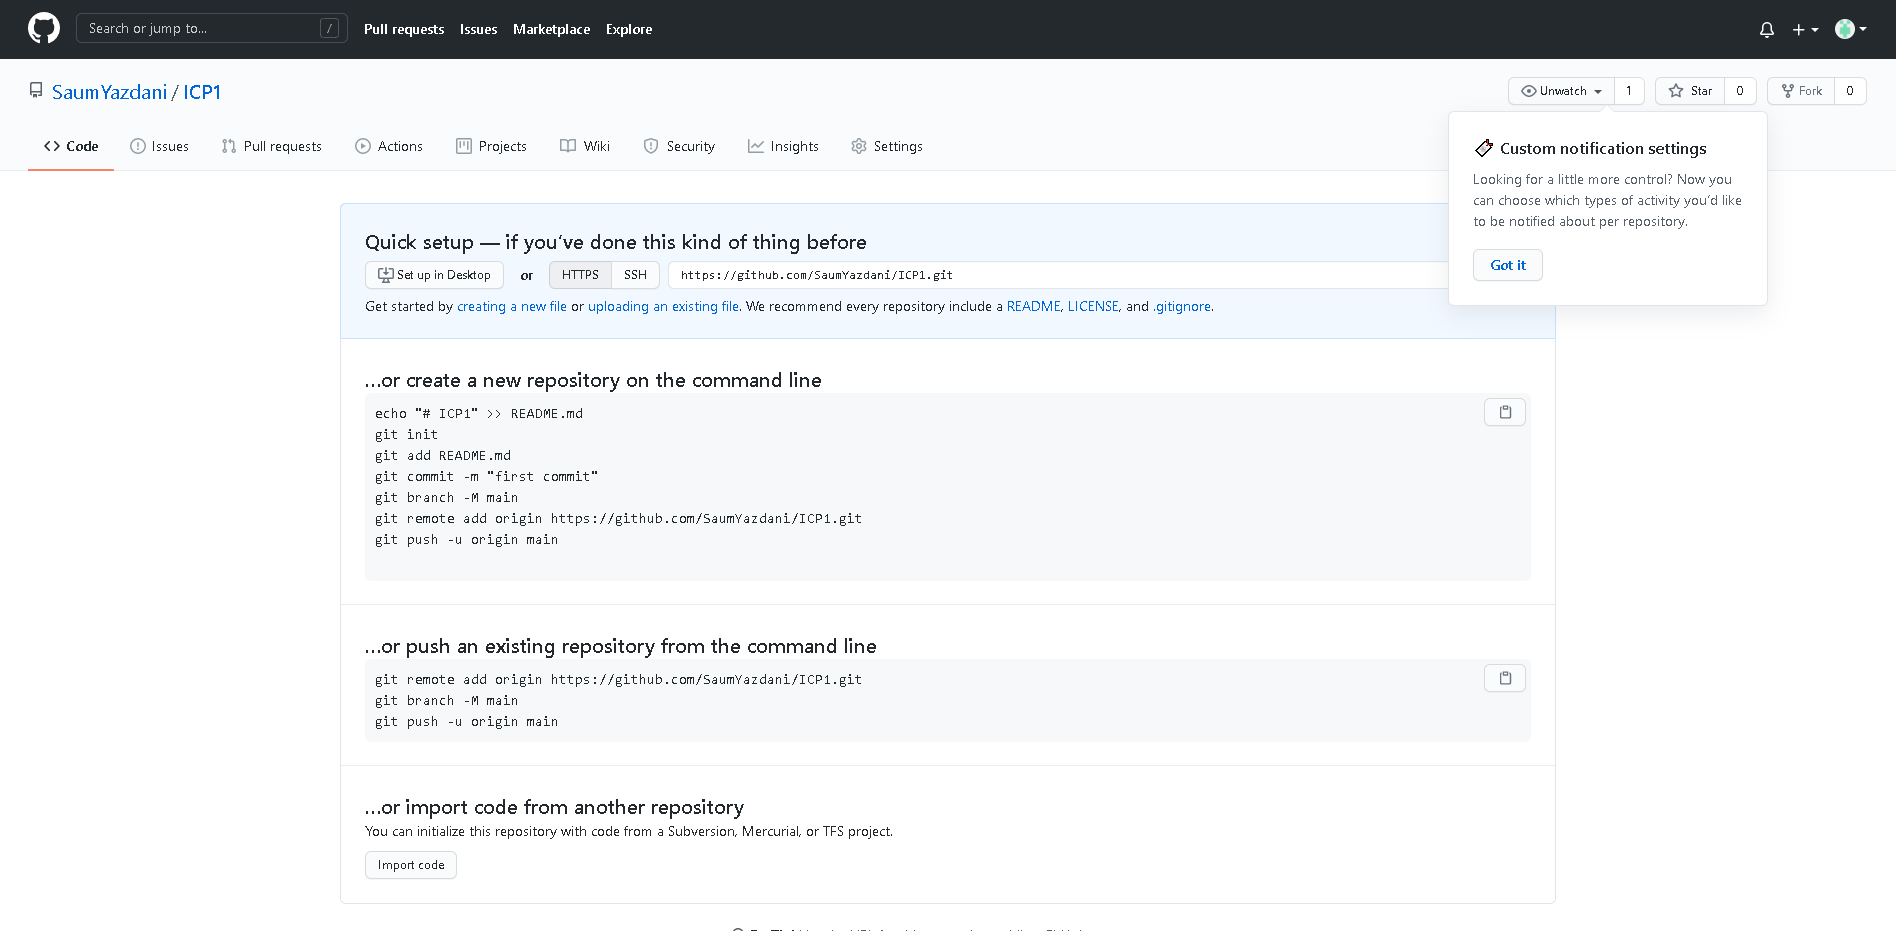 Search or jump to...
/
Pull requests
Issues
Marketplace
Explore
SaumYazdani / ICP1
Unwatch
1
Star
0
Fork
0
Code
Issues
Pull requests
Actions
Projects
Wiki
Security
Insights
Settings
Custom notification settings
Looking for a little more control? Now you
can choose which types of activity you'd like
to be notified about per repository.
Got it
Quick setup — if you've done this kind of thing before
Set up in Desktop
or
HTTPS
SSH
https://github.com/SaumYazdani/ICP1.git
Get started by creating a new file or uploading an existing file. We recommend every repository include a README, LICENSE, and .gitignore.
…or create a new repository on the command line
echo "# ICP1" >> README.md
git init
git add README.md
git commit -m "first commit"
git branch -M main
git remote add origin https://github.com/SaumYazdani/ICP1.git
git push -u origin main
…or push an existing repository from the command line
git remote add origin https://github.com/SaumYazdani/ICP1.git
git branch -M main
git push -u origin main
…or import code from another repository
You can initialize this repository with code from a Subversion, Mercurial, or TFS project.
Import code